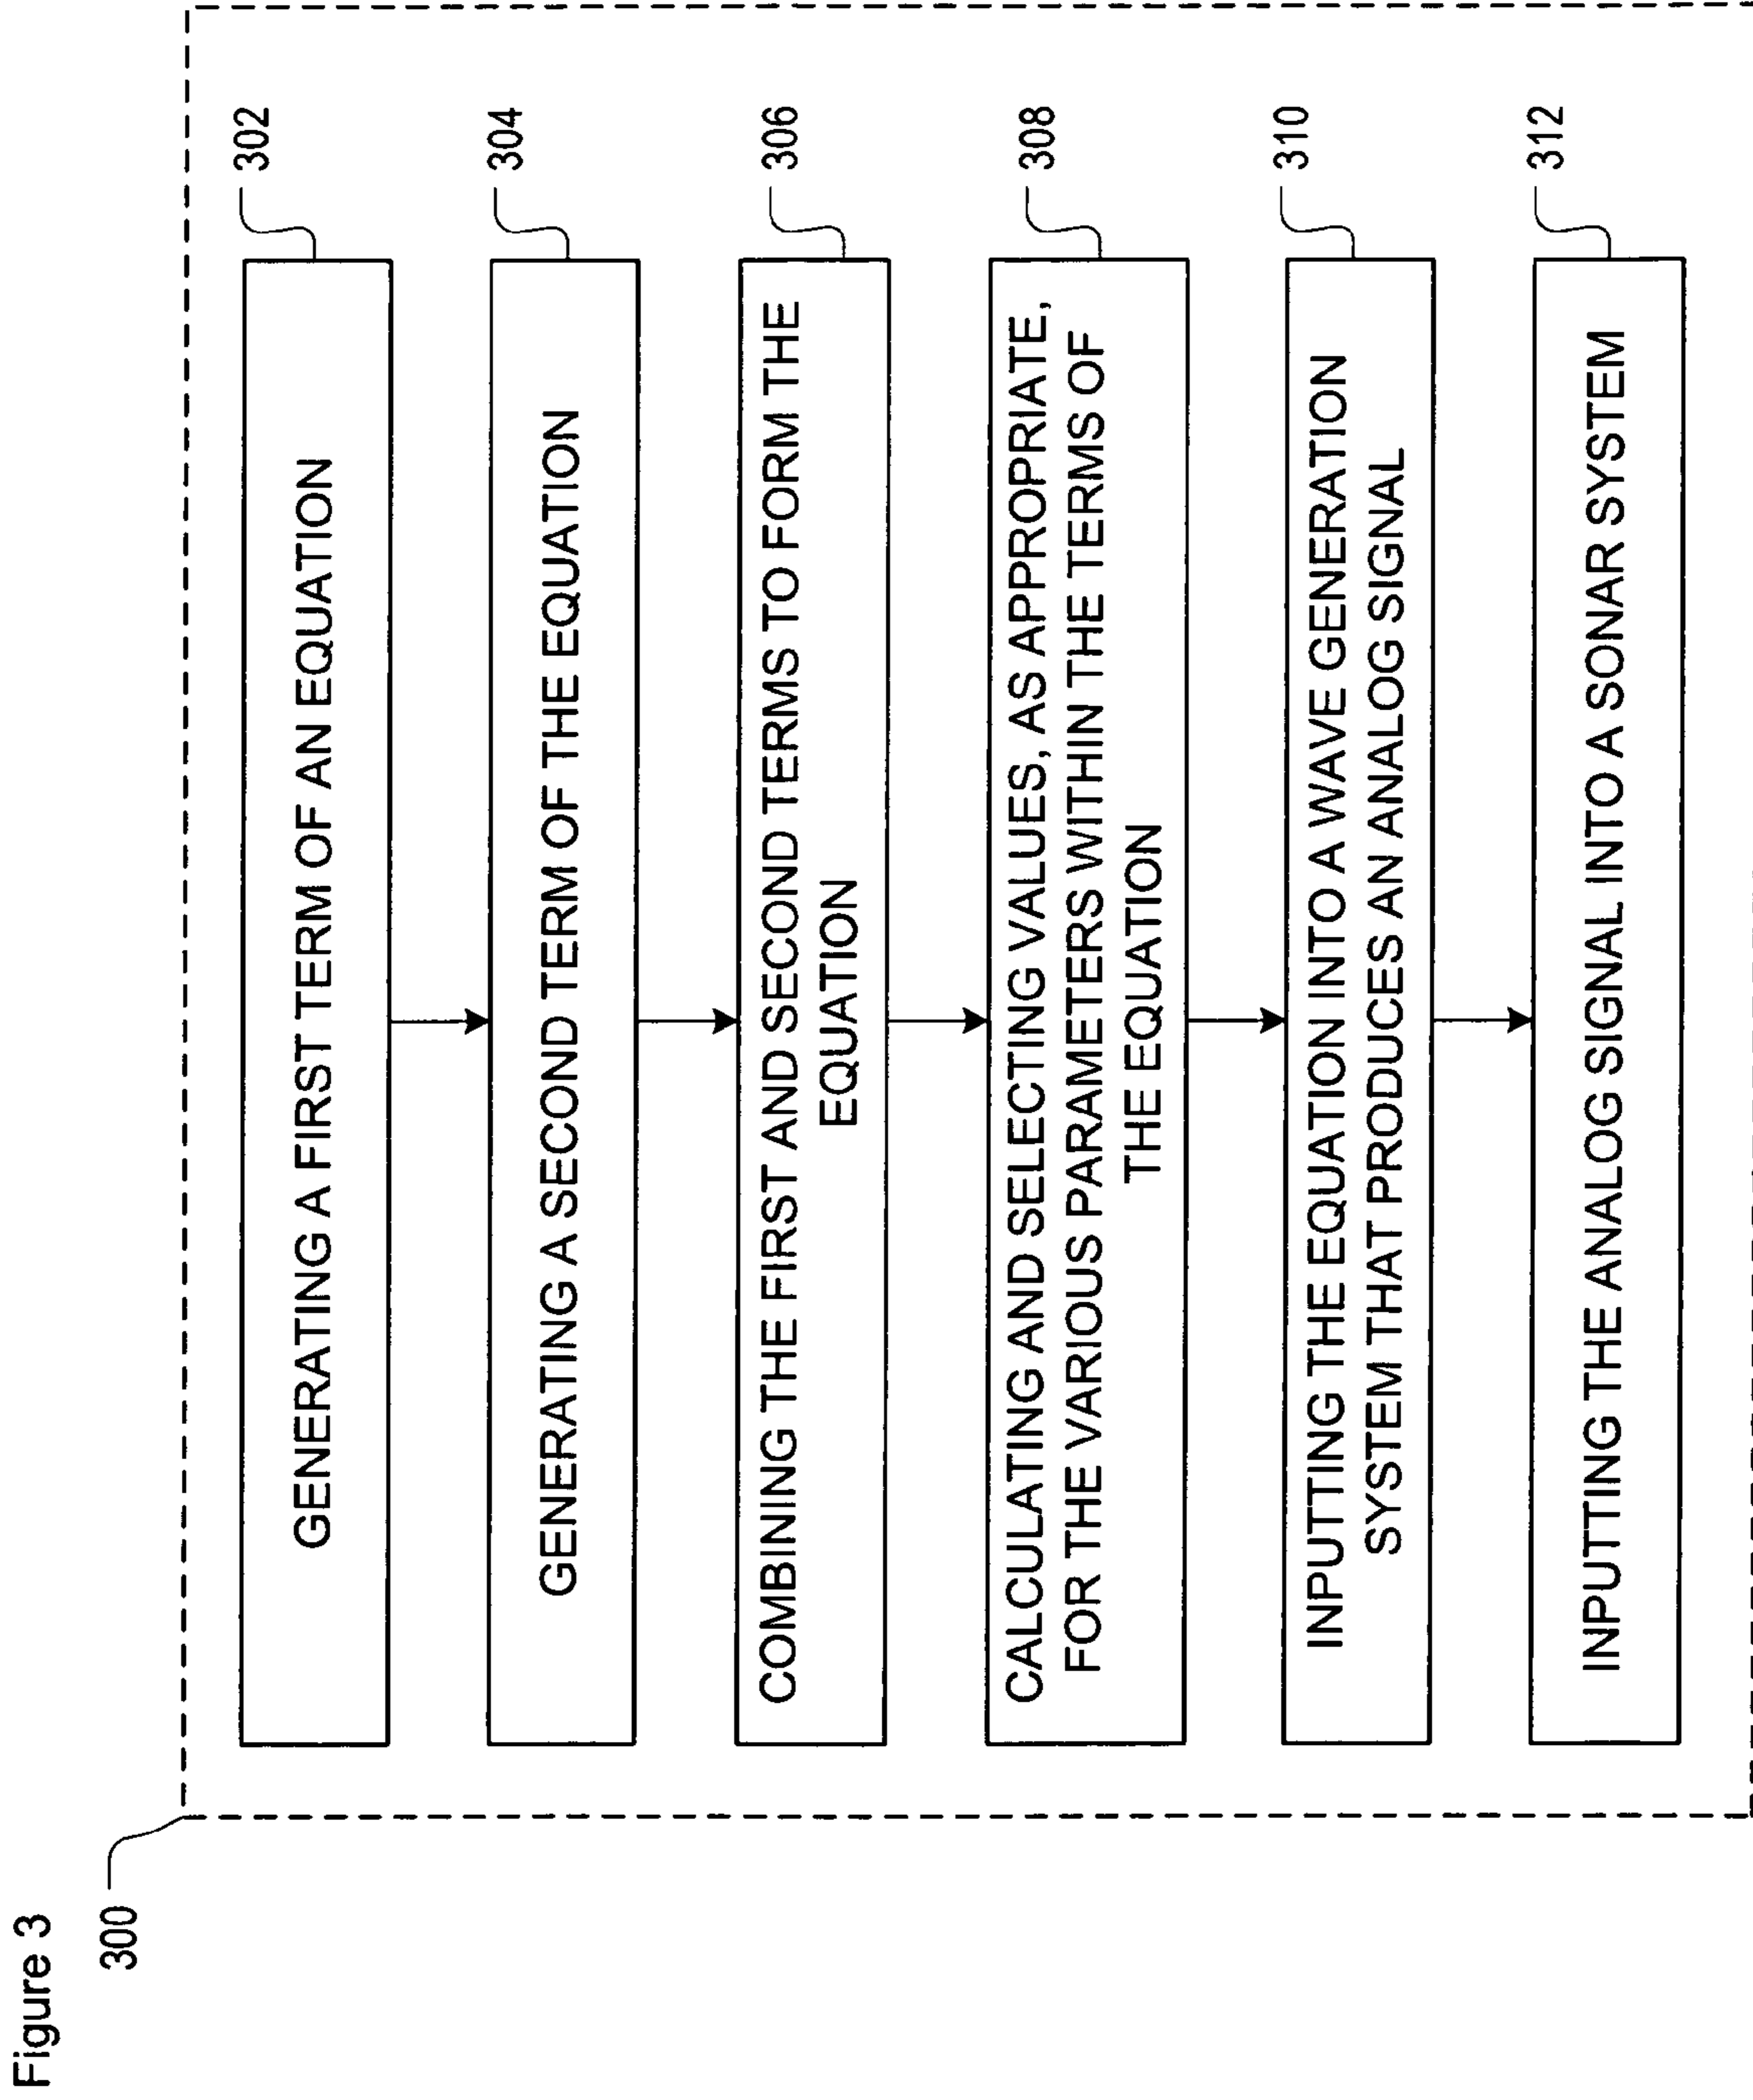 Figure 3
300
302
GENERATING A FIRST TERM OF AN EQUATION
304
GENERATING A SECOND TERM OF THE EQUATION
306
COMBINING THE FIRST AND SECOND TERMS TO FORM THE
EQUATION
308
CALCULATING AND SELECTING VALUES, AS APPROPRIATE,
FOR THE VARIOUS PARAMETERS WITHIN THE TERMS OF
THE EQUATION
310
INPUTTING THE EQUATION INTO A WAVE GENERATION
SYSTEM THAT PRODUCES AN ANALOG SIGNAL
312
INPUTTING THE ANALOG SIGNAL INTO A SONAR SYSTEM